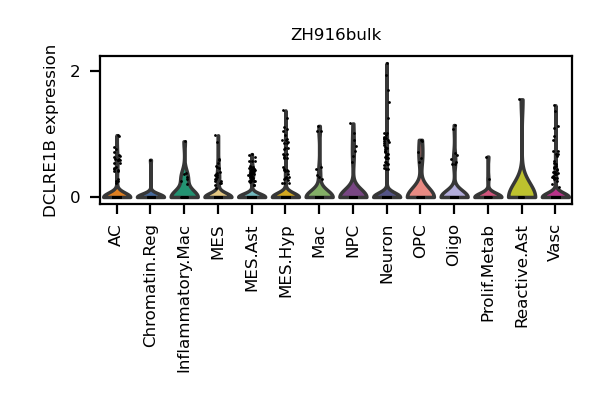 ZH916bulk
DCLRE1B expression
2
0
AC
Chromatin.Reg
Inflammatory.Mac
MES
MES.Ast
MES.Hyp
Mac
NPC
Neuron
OPC
Oligo
Prolif.Metab
Reactive.Ast
Vasc